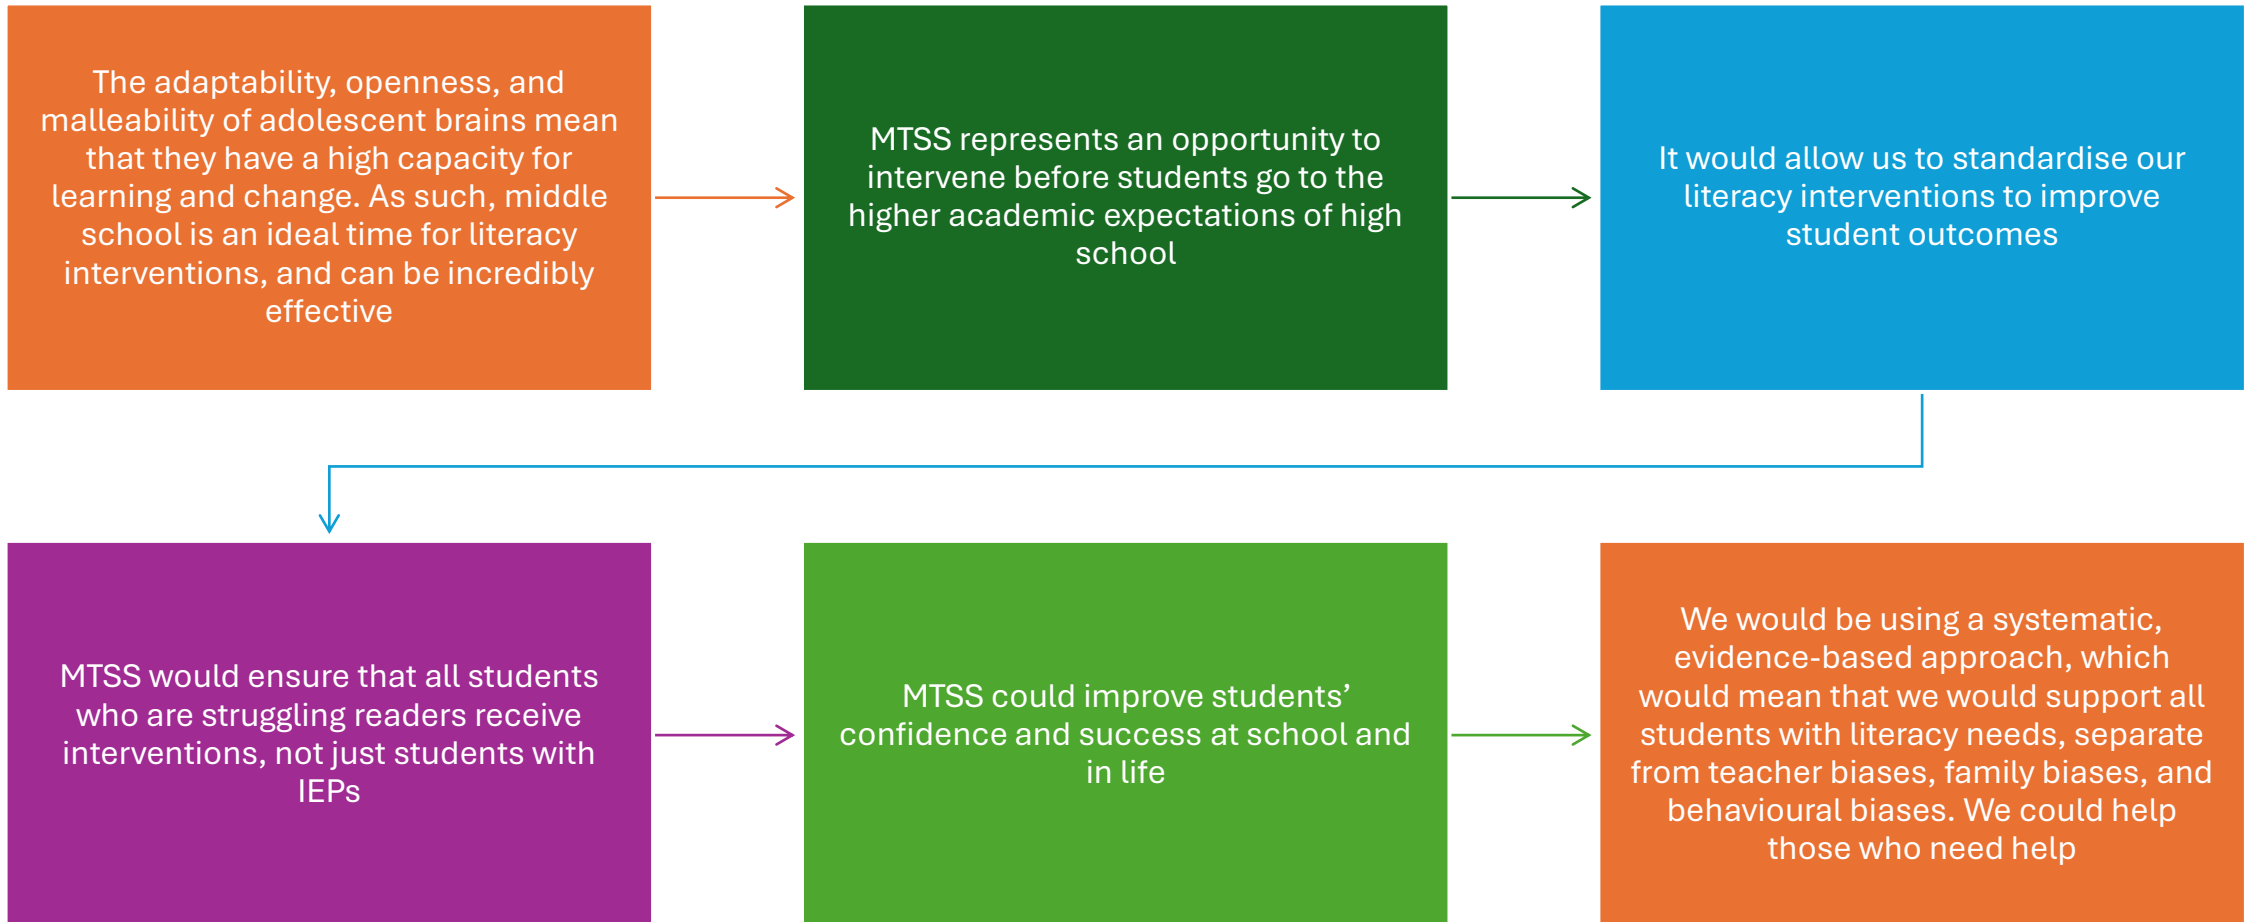 The adaptability, openness, and
malleability of adolescent brains mean
that they have a high capacity for
learning and change. As such, middle
school is an ideal time for literacy
interventions, and can be incredibly
effective
MTSS represents an opportunity to
intervene before students go to the
higher academic expectations of high
school
It would allow us to standardise our
literacy interventions to improve
student outcomes
MTSS would ensure that all students
who are struggling readers receive
interventions, not just students with
IEPs
MTSS could improve students’
confidence and success at school and
in life
We would be using a systematic,
evidence-based approach, which
would mean that we would support all
students with literacy needs, separate
from teacher biases, family biases, and
behavioural biases. We could help
those who need help